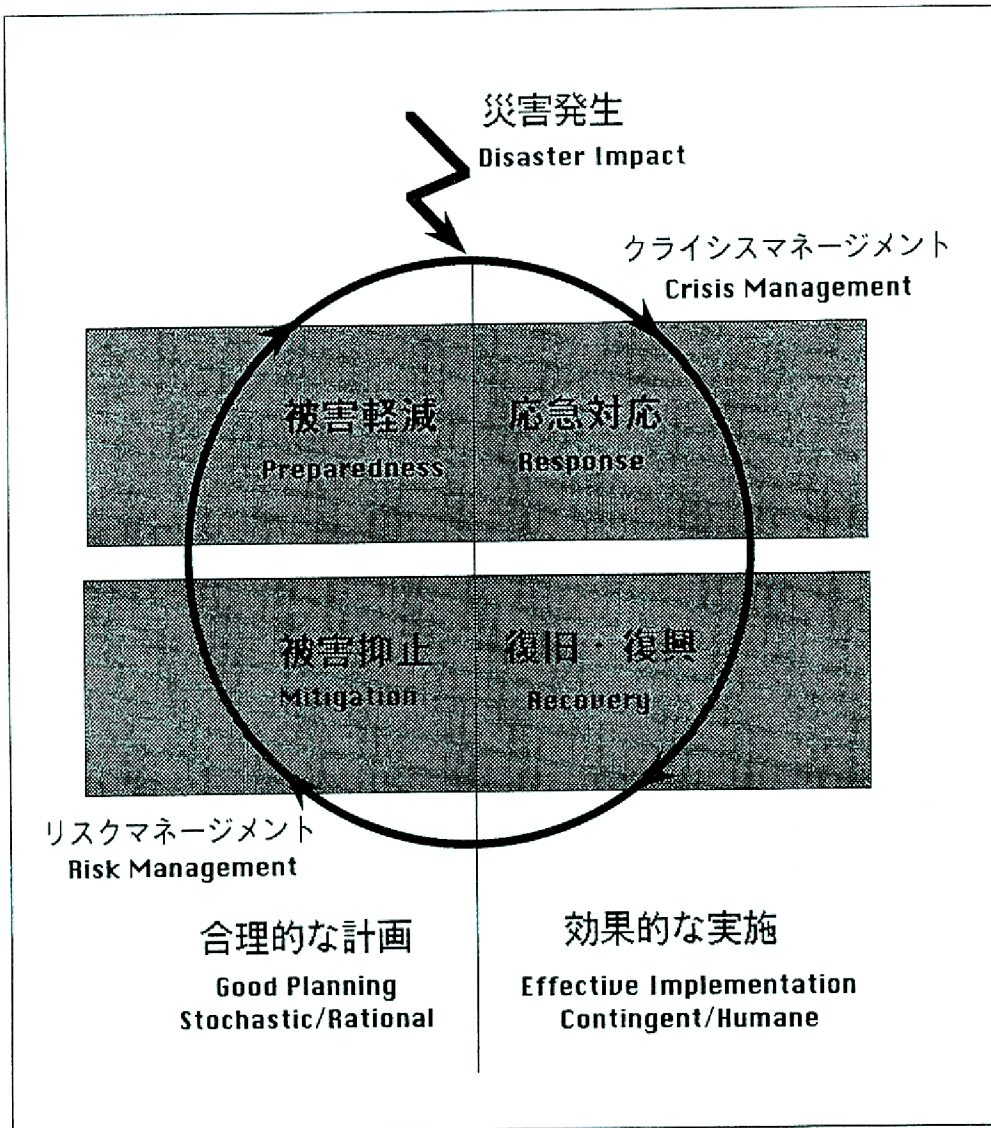 災害発生
Disaster Impact
クライシスマネージメント
Crisis Management
被害軽減
Preparedness
応急対応
Response
被害抑止
Mitigation
復旧・復興
Recovery
リスクマネージメント
Risk Management
合理的な計画
Good Planning
Stochastic/Rational
効果的な実施
Effective Implementation
Contingent/Humane